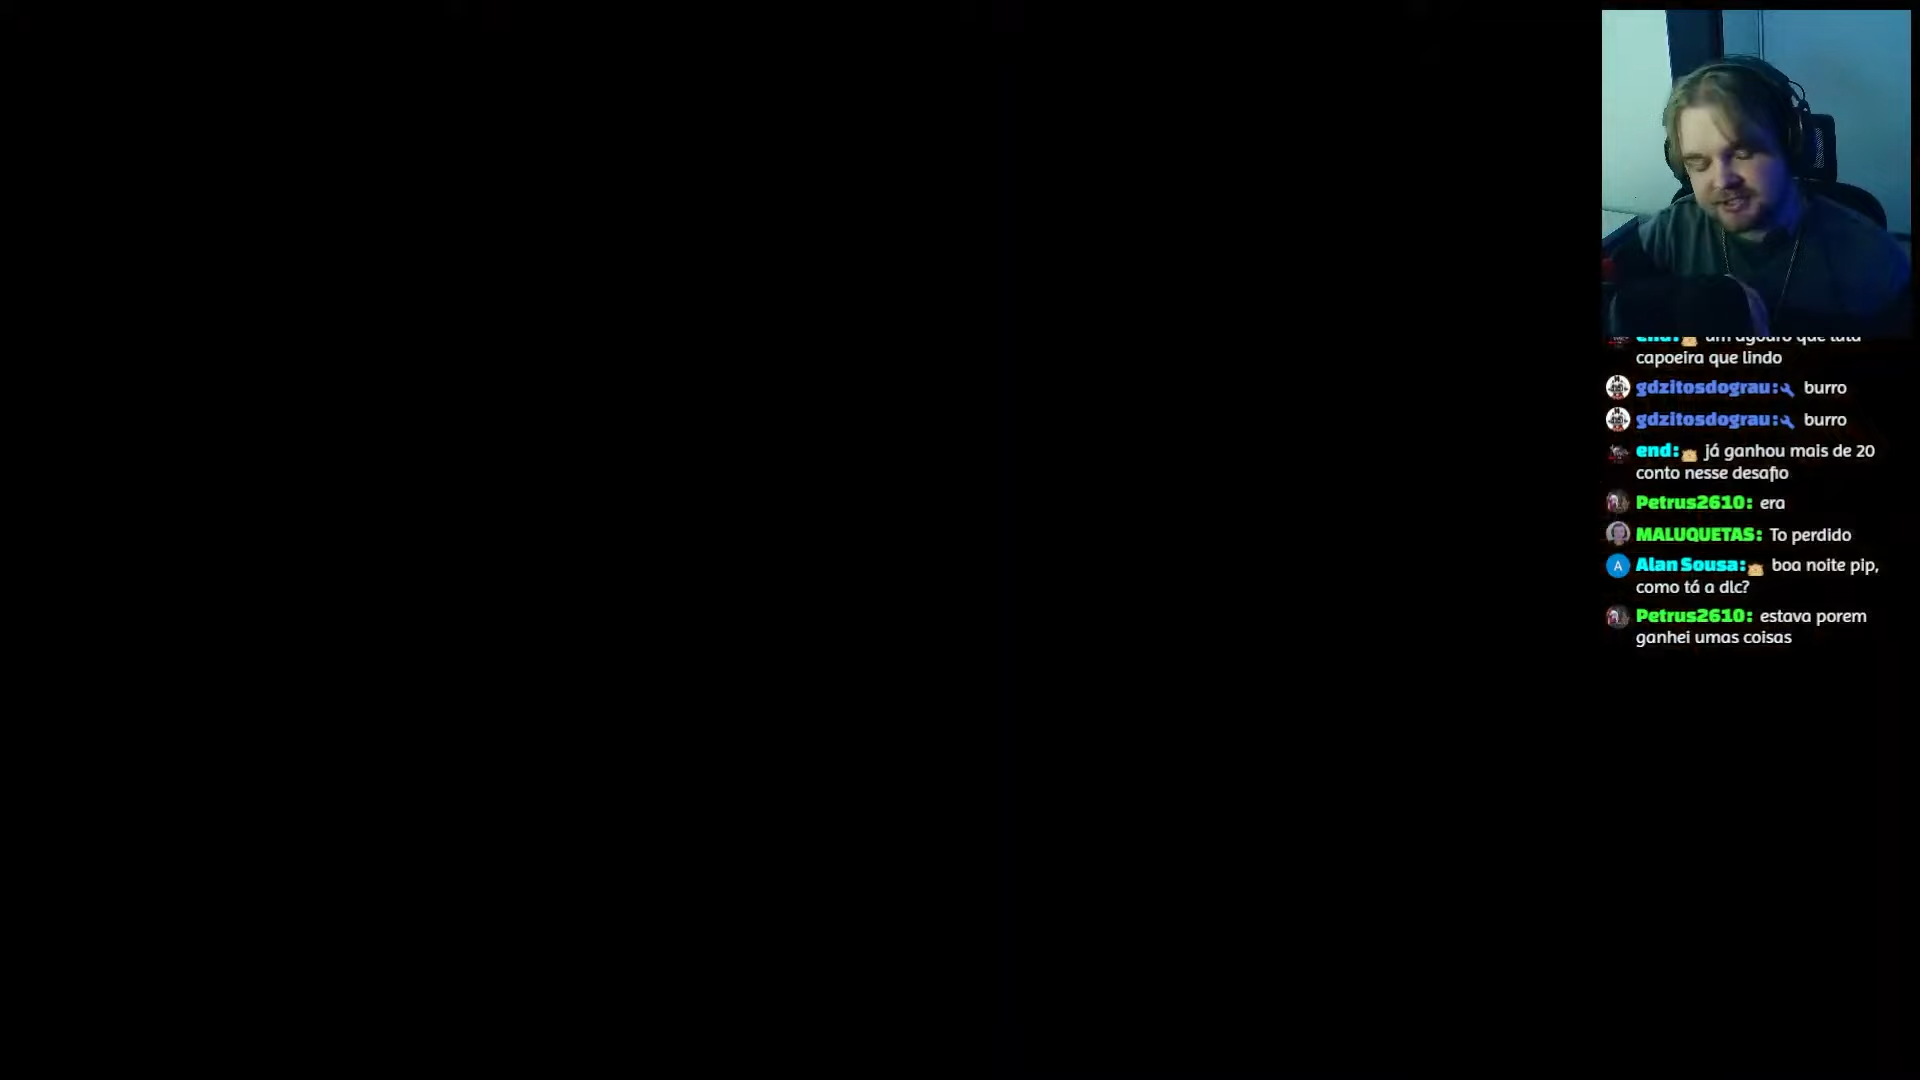 capoeira que lindo
gdzitosdograu: burro
gdzitosdograu: burro
end: já ganhou mais de 20
conto nesse desafio
Petrus2610: era
MALUQUETAS: To perdido
A Alan Sousa: boa noite pip,
como tá a dlc?
Petrus2610: estava porem
ganhei umas coisas